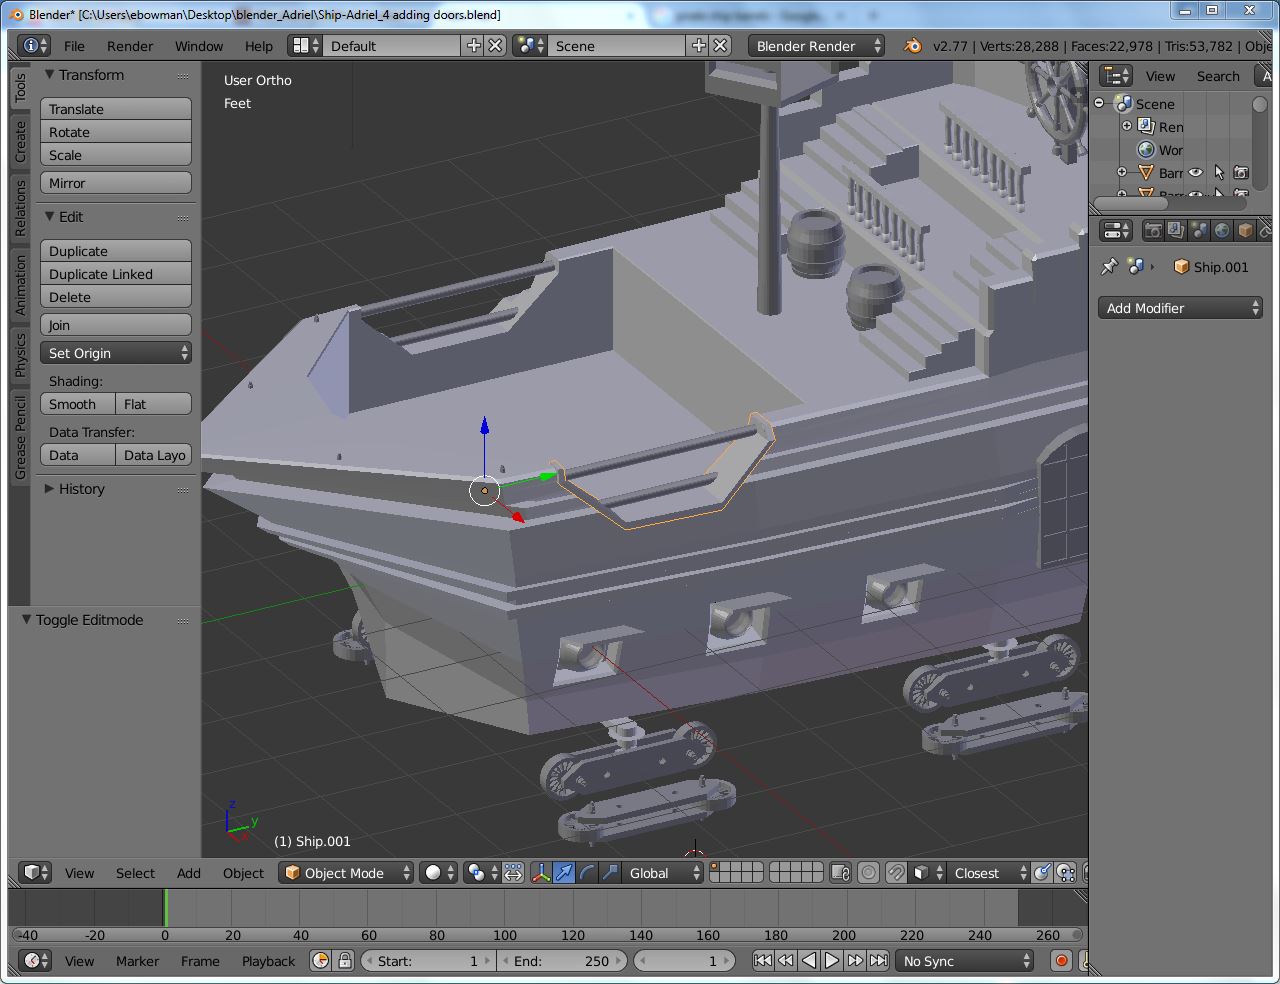 Blender* [C:\Users\ebowman\Desktop\blender_Adriel\Ship-Adriel_4 adding doors.blend]
File Render Window Help Default Scene Blender Render v2.77 | Verts:28,288 | Faces:22,978 | Tris:53,782 | Obje
Tools
Create
Relations
Animation
Physics
Grease Pencil
Transform
Translate
Rotate
Scale
Mirror
Edit
Duplicate
Duplicate Linked
Delete
Join
Set Origin
Shading:
Smooth Flat
Data Transfer:
Data Data Layo
History
Toggle Editmode
User Ortho
Feet
z
y
x
(1) Ship.001
View Search A
Scene
Ren
Wor
Barr
Barr
Ship.001
Add Modifier
View Select Add Object Object Mode Global Closest
-40 -20 0 20 40 60 80 100 120 140 160 180 200 220 240 260
View Marker Frame Playback Start: 1 End: 250 1 No Sync